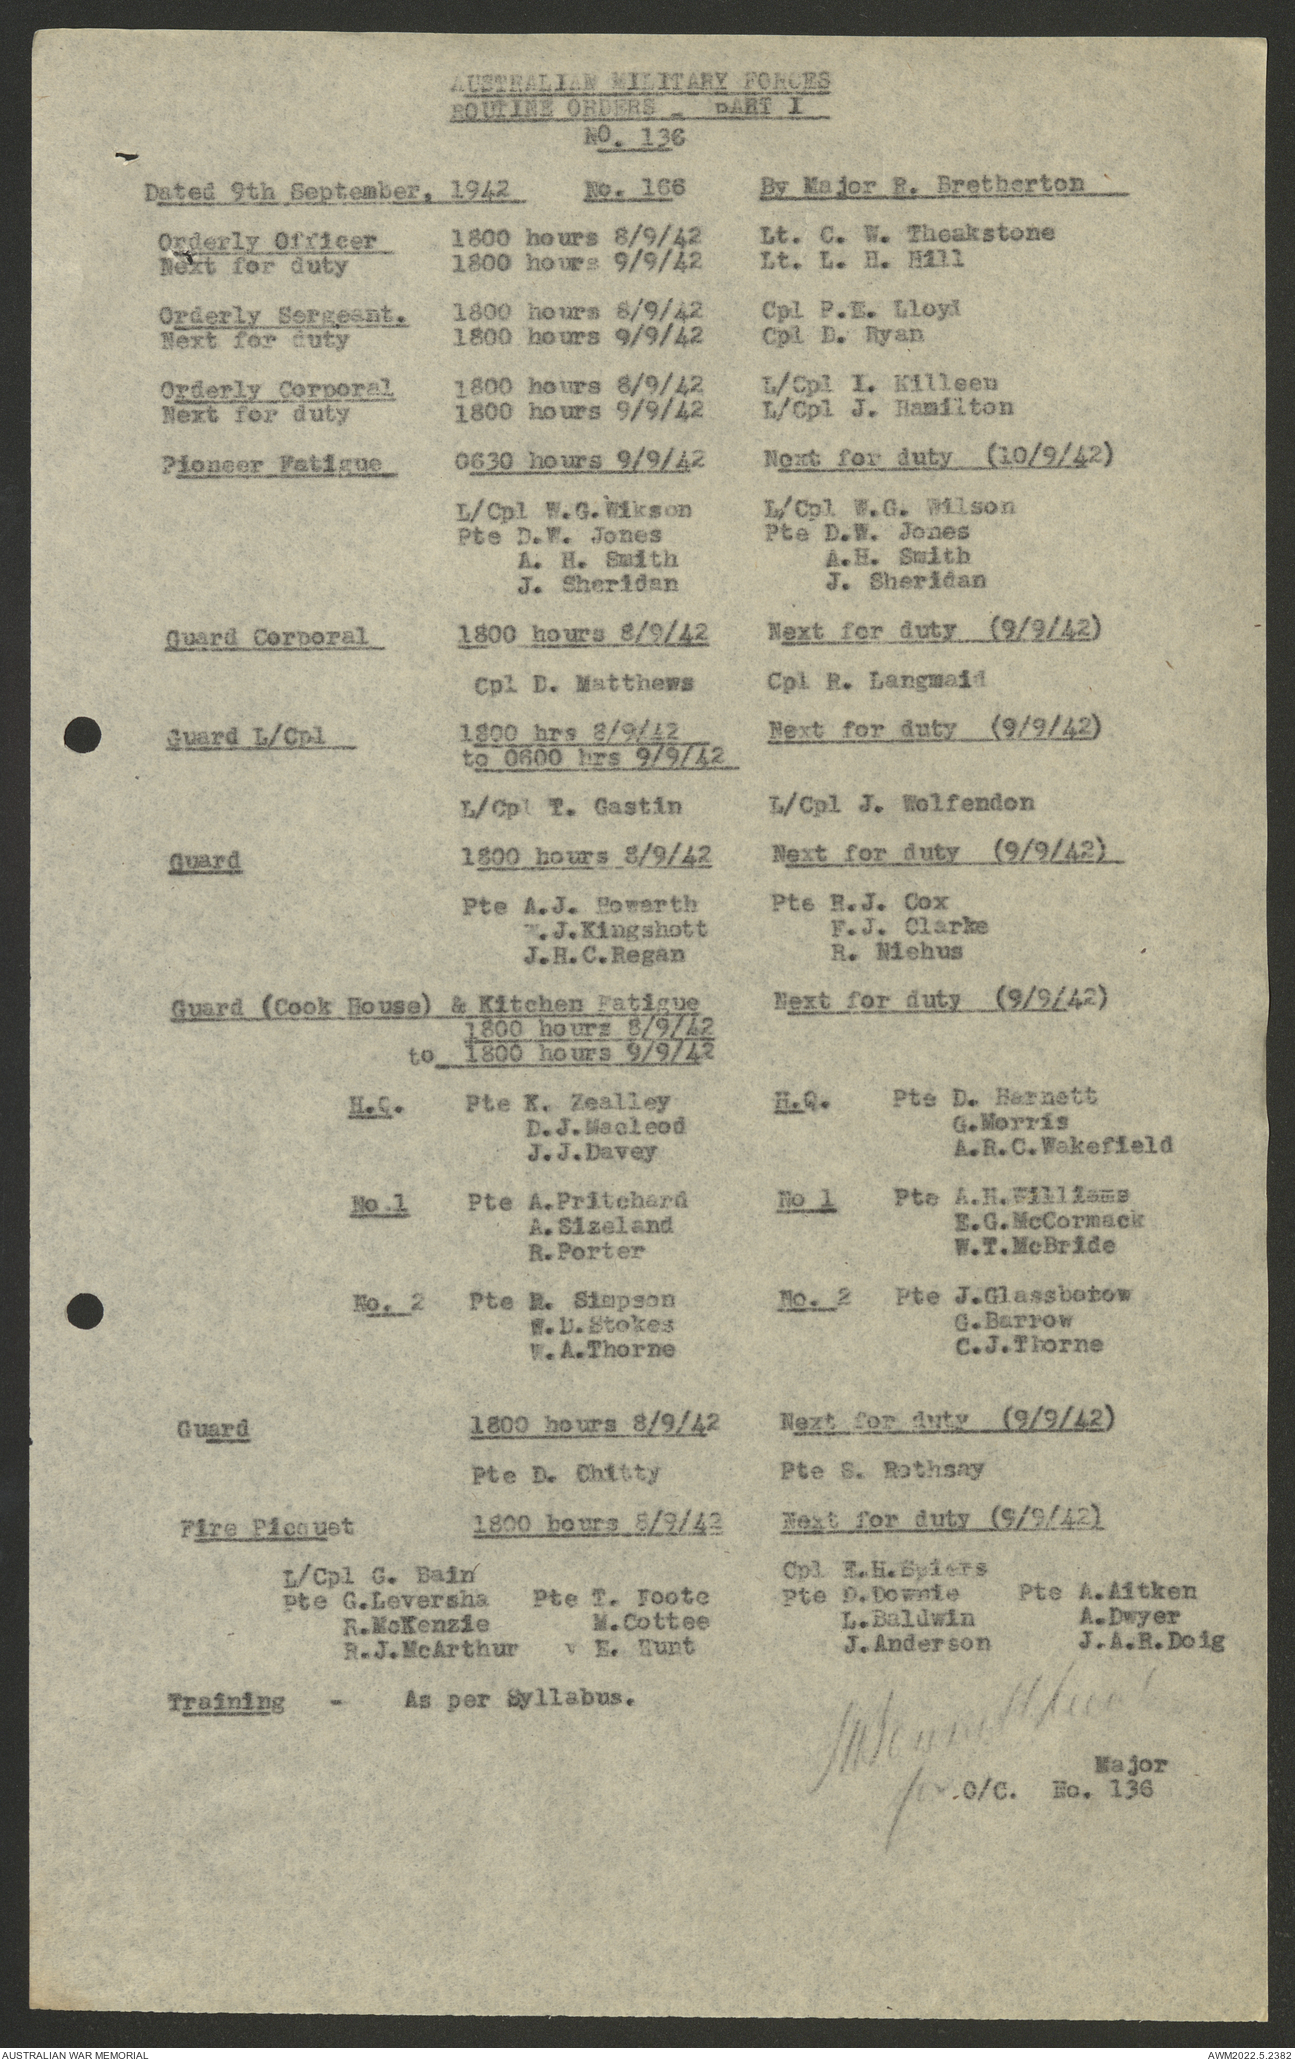 AUSTRALIAN MILITARY FORCES
ROUTINE ORDERS - PART I
NO. 136
Dated 9th September, 1942 No. 166 By Major R. Bretherton
Orderly Officer 1800 hours 8/9/42 Lt. C. W. Theakstone
Next for duty 1800 hours 9/9/42 Lt. L. H. Hill
Orderly Sergeant. 1800 hours 8/9/42 Cpl P.E. Lloyd
Next for duty 1800 hours 9/9/42 Cpl D. Ryan
Orderly Corporal 1800 hours 8/9/42 L/Cpl I. Killeen
Next for duty 1800 hours 9/9/42 L/Cpl J. Hamilton
Pioneer Fatigue 0630 hours 9/9/42 Next for duty (10/9/42)
L/Cpl W.G.Wikson L/Cpl W.G. Wilson
Pte D.W. Jones Pte D.W. Jones
A. H. Smith A.H. Smith
J. Sheridan J. Sheridan
Guard Corporal 1800 hours 8/9/42 Next for duty (9/9/42)
Cpl D. Matthews Cpl R. Langmaid
Guard L/Cpl 1800 hrs 8/9/42 Next for duty (9/9/42)
to 0600 hrs 9/9/42
L/Cpl T. Gastin L/Cpl J. Wolfendon
Guard 1800 hours 8/9/42 Next for duty (9/9/42)
Pte A.J. Howarth Pte R.J. Cox
W.J.Kingshott F.J. Clarke
J.H.C.Regan R. Niehus
Guard (Cook House) & Kitchen Fatigue Next for duty (9/9/42)
1800 hours 8/9/42
to 1800 hours 9/9/42
H.Q. Pte K. Zealley H.Q. Pte D. Harnett
D.J.Macleod G.Morris
J.J.Davey A.R.C.Wakefield
No.1 Pte A.Pritchard No 1 Pte A.H.Williams
A.Sizeland E.G.McCormack
R.Porter W.T.McBride
No. 2 Pte R. Simpson No. 2 Pte J.Glassborow
W.D.Stokes G.Barrow
W.A.Thorne C.J.Thorne
Guard 1800 hours 8/9/42 Next for duty (9/9/42)
Pte D. Chitty Pte S. Rothsay
Fire Picquet 1800 hours 8/9/42 Next for duty (9/9/42)
L/Cpl G. Bain Cpl E.H.Spiers
Pte G.Leversha Pte T. Foote Pte D.Downie Pte A.Aitken
R.McKenzie M.Cottee L.Baldwin A.Dwyer
R.J.McArthur v E. Hunt J.Anderson J.A.R.Doig
Training - As per Syllabus.
Major
for O/C. No. 136
AUSTRALIAN WAR MEMORIAL AWM2022.5.2382